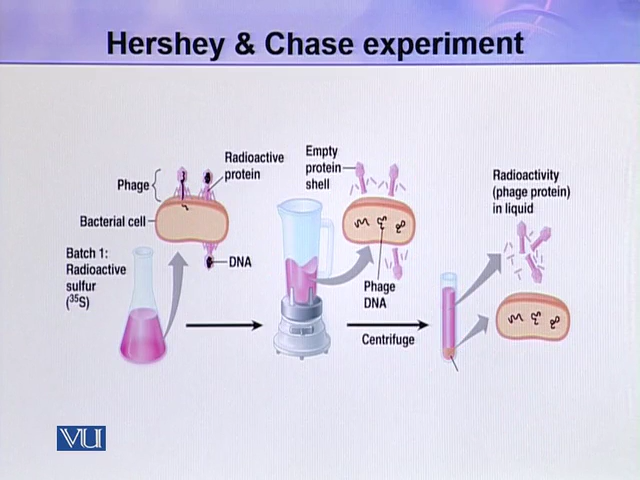 Hershey & Chase experiment
Phage
Radioactive
protein
Bacterial cell
DNA
Batch 1:
Radioactive
sulfur
(³⁵S)
Empty
protein
shell
Phage
DNA
Centrifuge
Radioactivity
(phage protein)
in liquid
VU